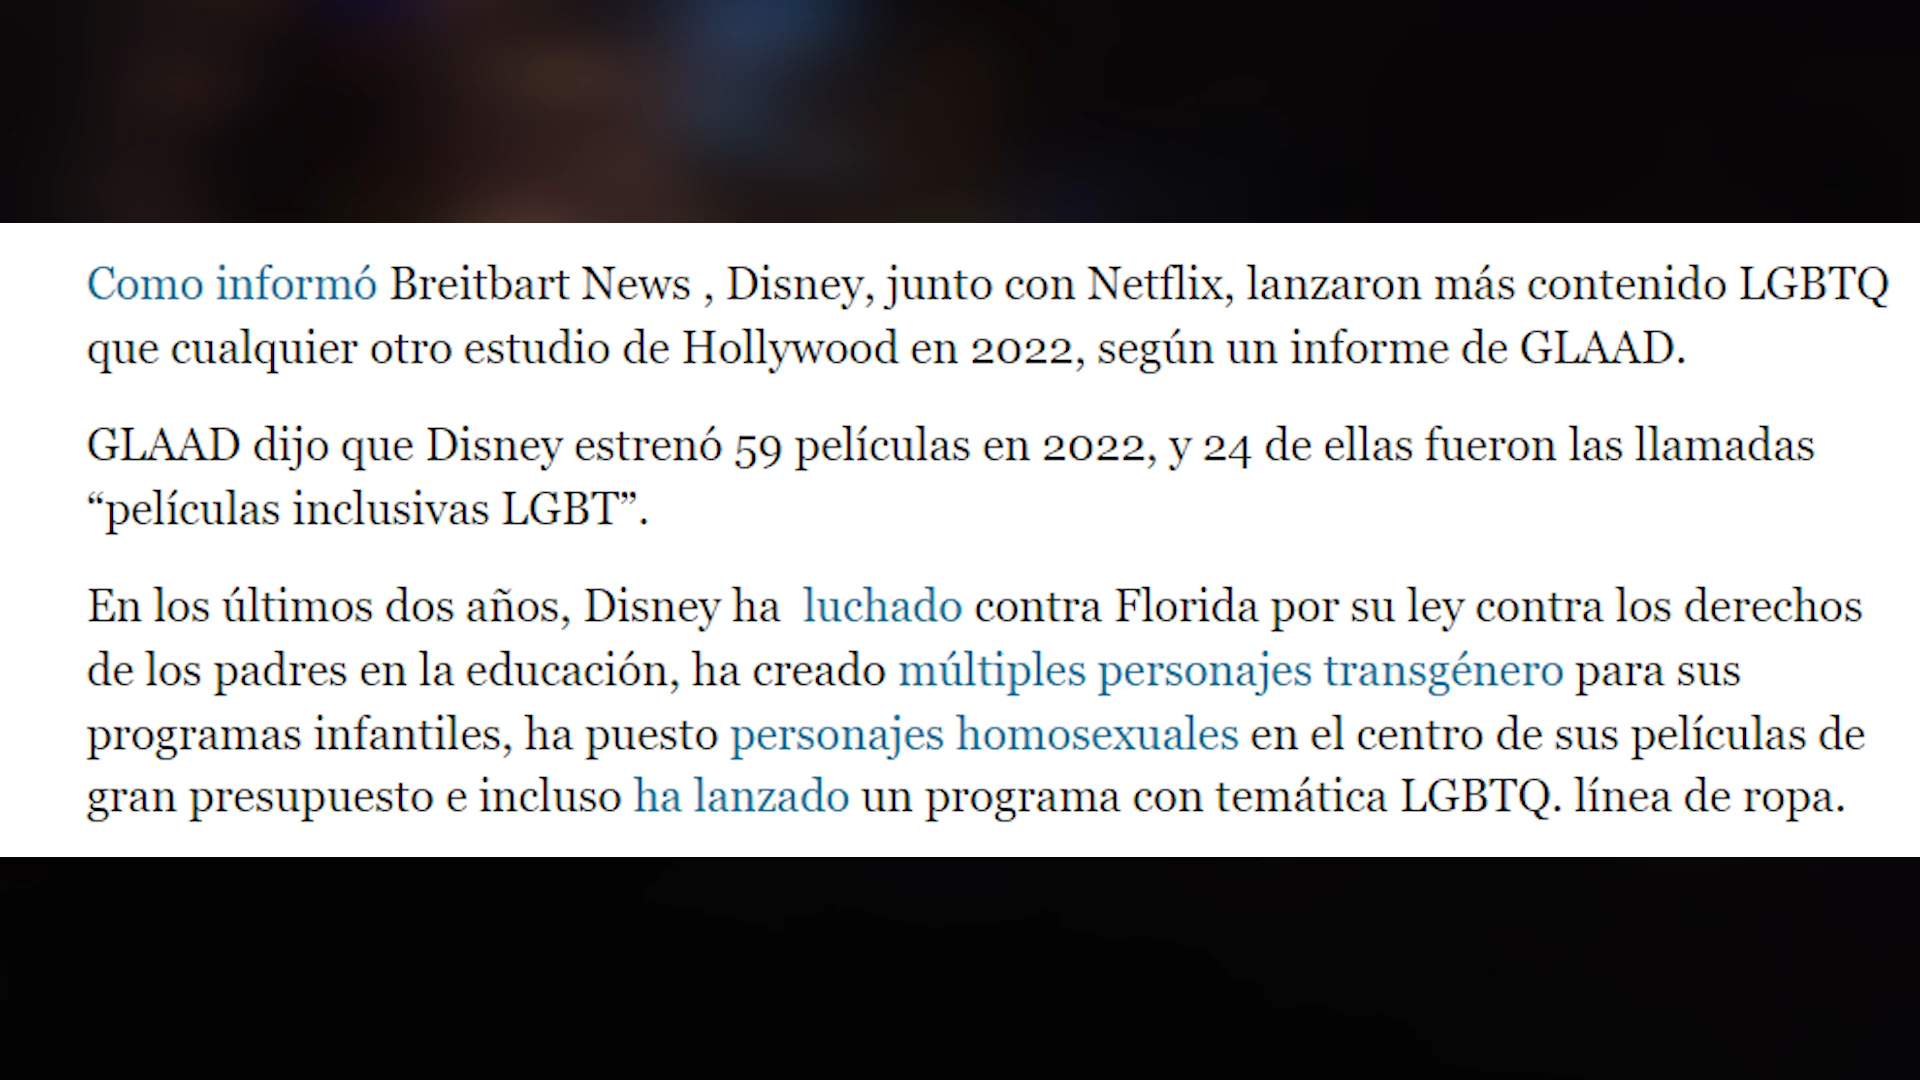 Como informó Breitbart News , Disney, junto con Netflix, lanzaron más contenido LGBTQ
que cualquier otro estudio de Hollywood en 2022, según un informe de GLAAD.
GLAAD dijo que Disney estrenó 59 películas en 2022, y 24 de ellas fueron las llamadas
“películas inclusivas LGBT”.
En los últimos dos años, Disney ha luchado contra Florida por su ley contra los derechos
de los padres en la educación, ha creado múltiples personajes transgénero para sus
programas infantiles, ha puesto personajes homosexuales en el centro de sus películas de
gran presupuesto e incluso ha lanzado un programa con temática LGBTQ. línea de ropa.